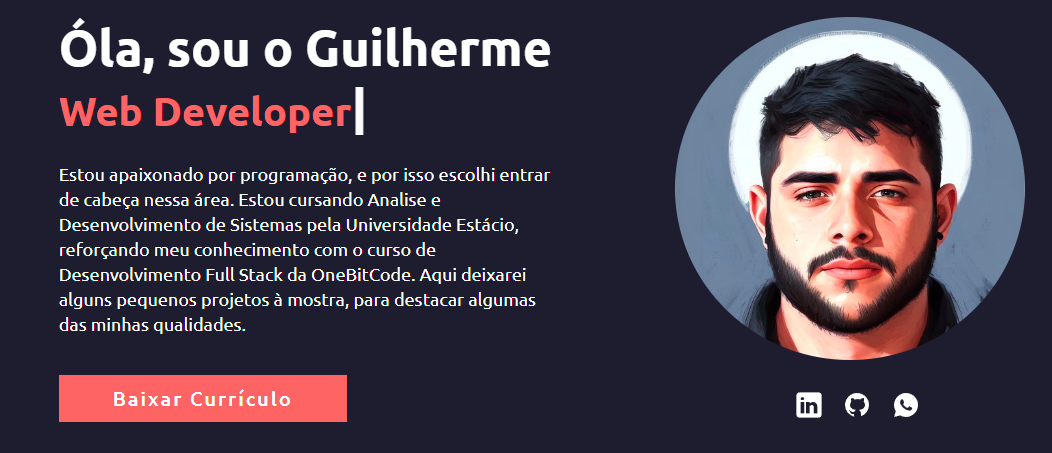 Óla, sou o Guilherme
Web Developer|
Estou apaixonado por programação, e por isso escolhi entrar
de cabeça nessa área. Estou cursando Analise e
Desenvolvimento de Sistemas pela Universidade Estácio,
reforçando meu conhecimento com o curso de
Desenvolvimento Full Stack da OneBitCode. Aqui deixarei
alguns pequenos projetos à mostra, para destacar algumas
das minhas qualidades.
Baixar Currículo
in